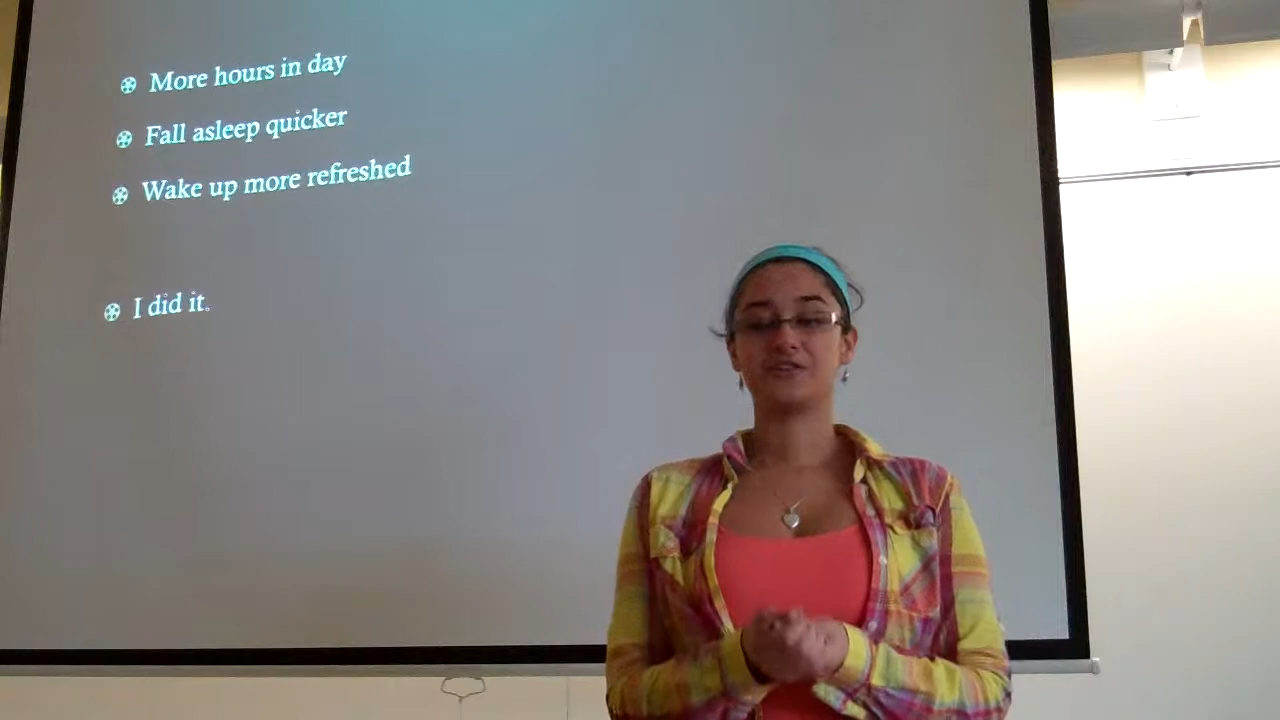 More hours in day
Fall asleep quicker
Wake up more refreshed
I did it.